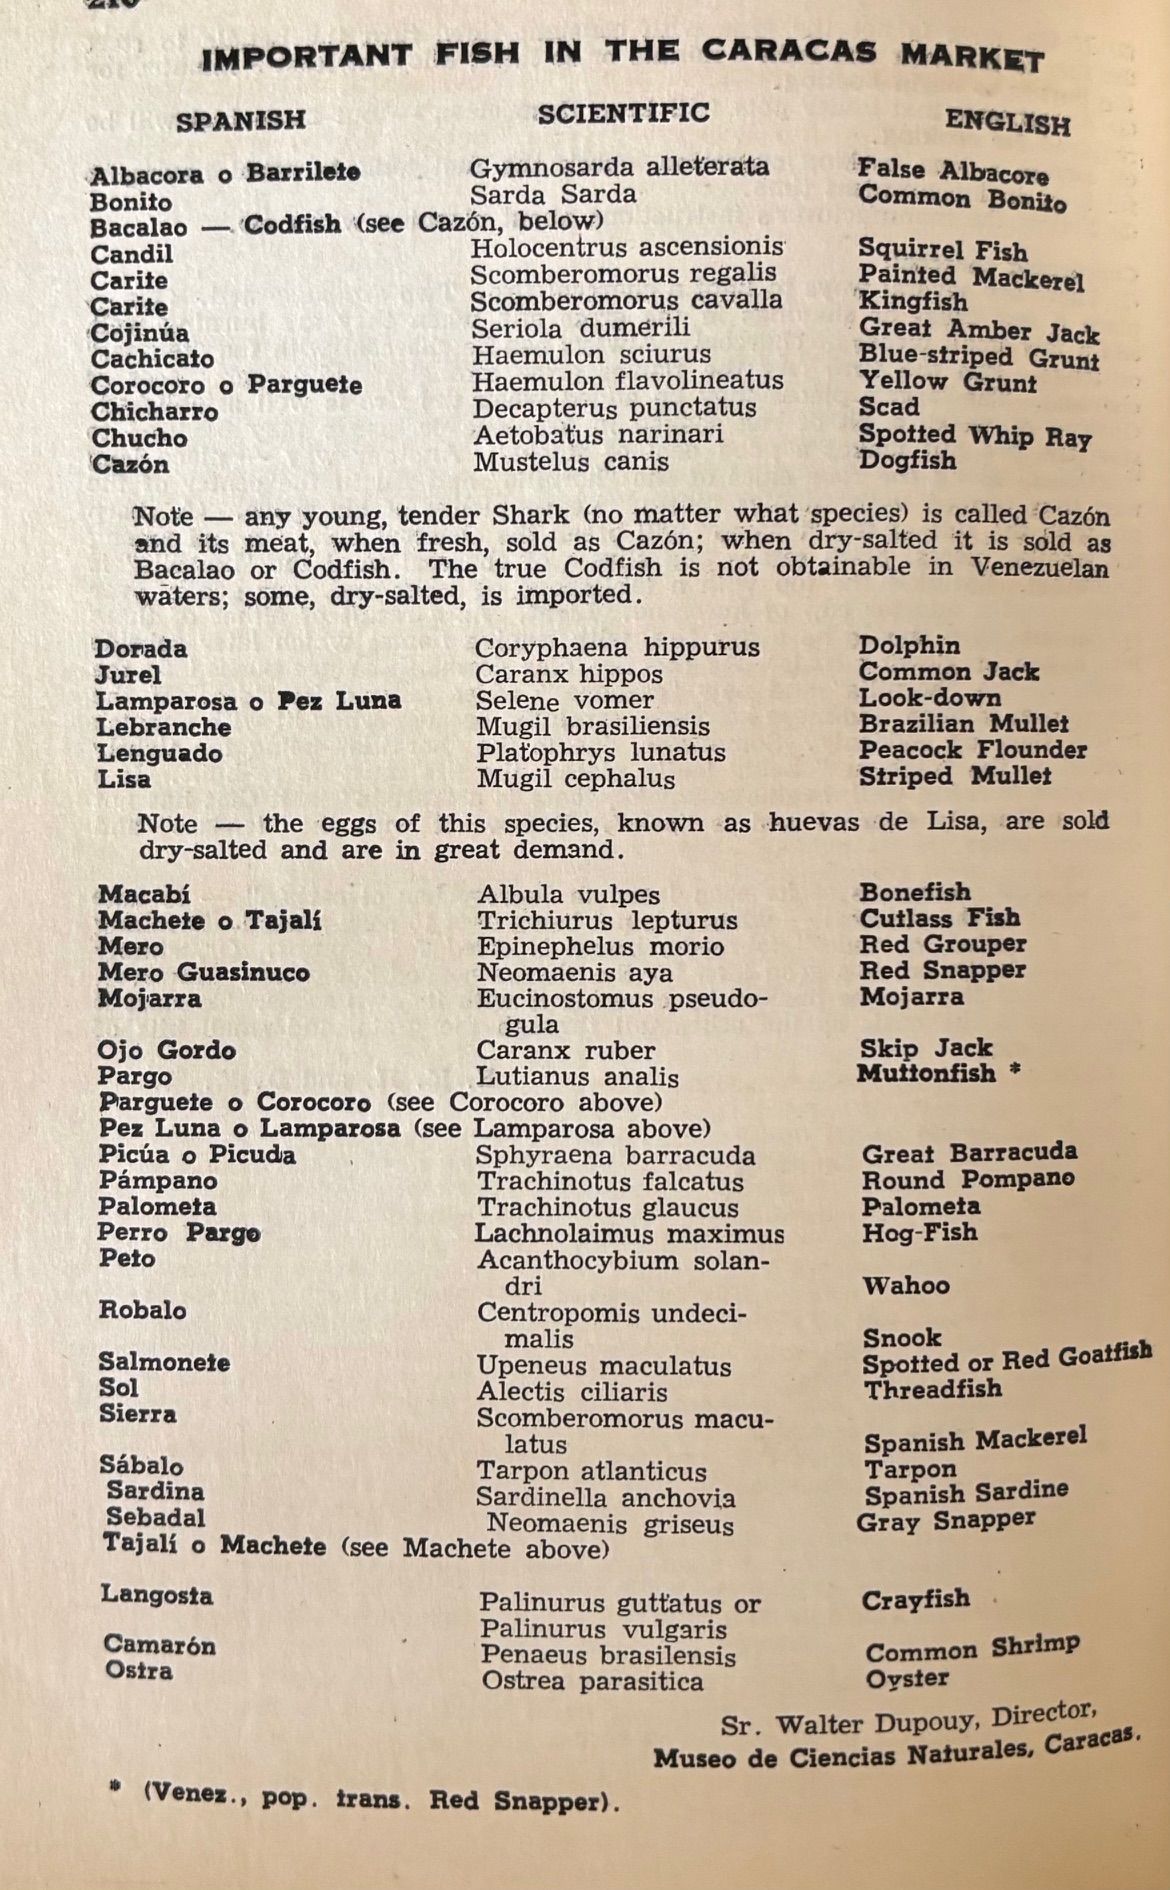 IMPORTANT FISH IN THE CARACAS MARKET
SPANISH SCIENTIFIC ENGLISH
Albacora o Barrilete Gymnosarda alleterata False Albacore
Bonito Sarda Sarda Common Bonito
Bacalao — Codfish (see Cazón, below)
Candil Holocentrus ascensionis Squirrel Fish
Carite Scomberomorus regalis Painted Mackerel
Carite Scomberomorus cavalla Kingfish
Cojinúa Seriola dumerili Great Amber Jack
Cachicato Haemulon sciurus Blue-striped Grunt
Corocoro o Parguete Haemulon flavolineatus Yellow Grunt
Chicharro Decapterus punctatus Scad
Chucho Aetobatus narinari Spotted Whip Ray
Cazón Mustelus canis Dogfish
Note — any young, tender Shark (no matter what species) is called Cazón
and its meat, when fresh, sold as Cazón; when dry-salted it is sold as
Bacalao or Codfish. The true Codfish is not obtainable in Venezuelan
waters; some, dry-salted, is imported.
Dorada Coryphaena hippurus Dolphin
Jurel Caranx hippos Common Jack
Lamparosa o Pez Luna Selene vomer Look-down
Lebranche Mugil brasiliensis Brazilian Mullet
Lenguado Platophrys lunatus Peacock Flounder
Lisa Mugil cephalus Striped Mullet
Note — the eggs of this species, known as huevas de Lisa, are sold
dry-salted and are in great demand.
Macabí Albula vulpes Bonefish
Machete o Tajalí Trichiurus lepturus Cutlass Fish
Mero Epinephelus morio Red Grouper
Mero Guasinuco Neomaenis aya Red Snapper
Mojarra Eucinostomus pseudo- Mojarra
gula
Ojo Gordo Caranx ruber Skip Jack
Pargo Lutianus analis Muttonfish *
Parguete o Corocoro (see Corocoro above)
Pez Luna o Lamparosa (see Lamparosa above)
Picúa o Picuda Sphyraena barracuda Great Barracuda
Pámpano Trachinotus falcatus Round Pompano
Palometa Trachinotus glaucus Palometa
Perro Pargo Lachnolaimus maximus Hog-Fish
Peto Acanthocybium solan-
dri Wahoo
Robalo Centropomis undeci-
malis Snook
Salmonete Upeneus maculatus Spotted or Red Goatfish
Sol Alectis ciliaris Threadfish
Sierra Scomberomorus macu-
latus Spanish Mackerel
Sábalo Tarpon atlanticus Tarpon
Sardina Sardinella anchovia Spanish Sardine
Sebadal Neomaenis griseus Gray Snapper
Tajalí o Machete (see Machete above)
Langosta Palinurus guttatus or Crayfish
Palinurus vulgaris
Camarón Penaeus brasilensis Common Shrimp
Ostra Ostrea parasitica Oyster
Sr. Walter Dupouy, Director,
Museo de Ciencias Naturales, Caracas.
* (Venez., pop. trans. Red Snapper).